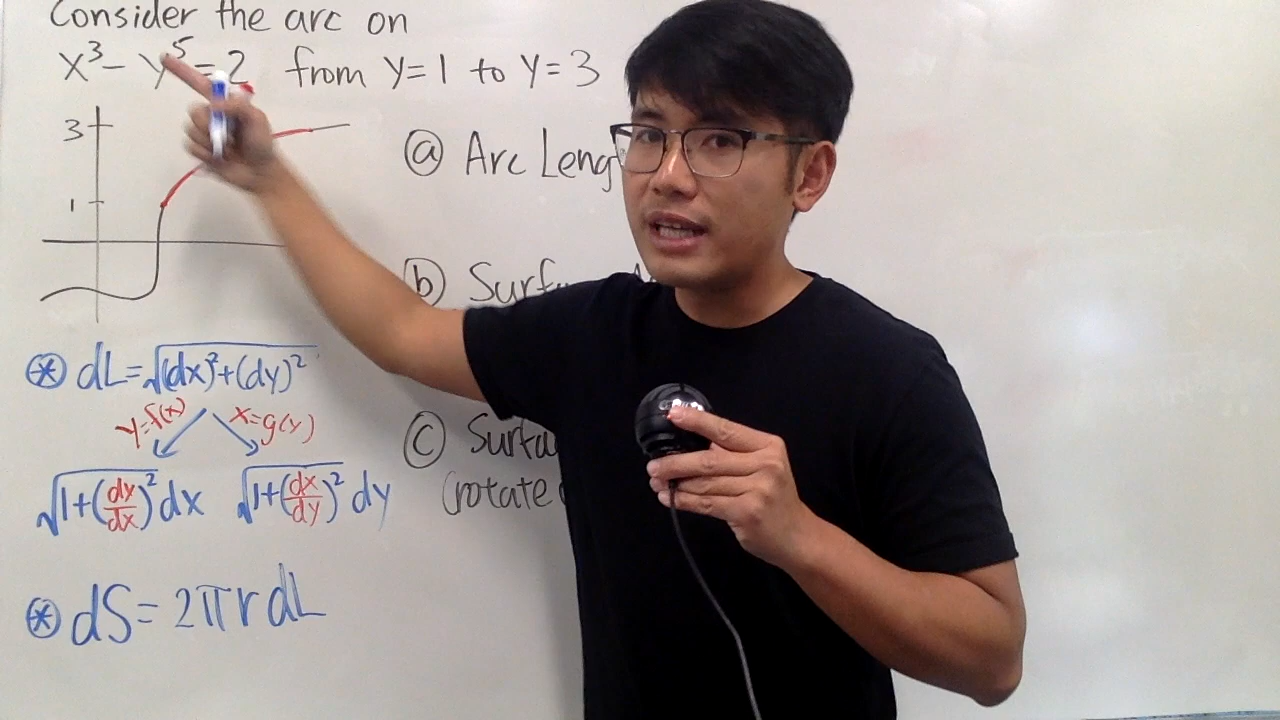 Consider the arc on
x³ - y⁵ = 2 from y = 1 to y = 3
3
1
ⓐ Arc Leng
ⓑ Surf
ⓒ Surfa
(rotate
⊛ dL = √((dx)² + (dy)²)
y=f(x) x=g(y)
√(1+(dy/dx)²) dx √(1+(dx/dy)²) dy
⊛ dS = 2πr dL